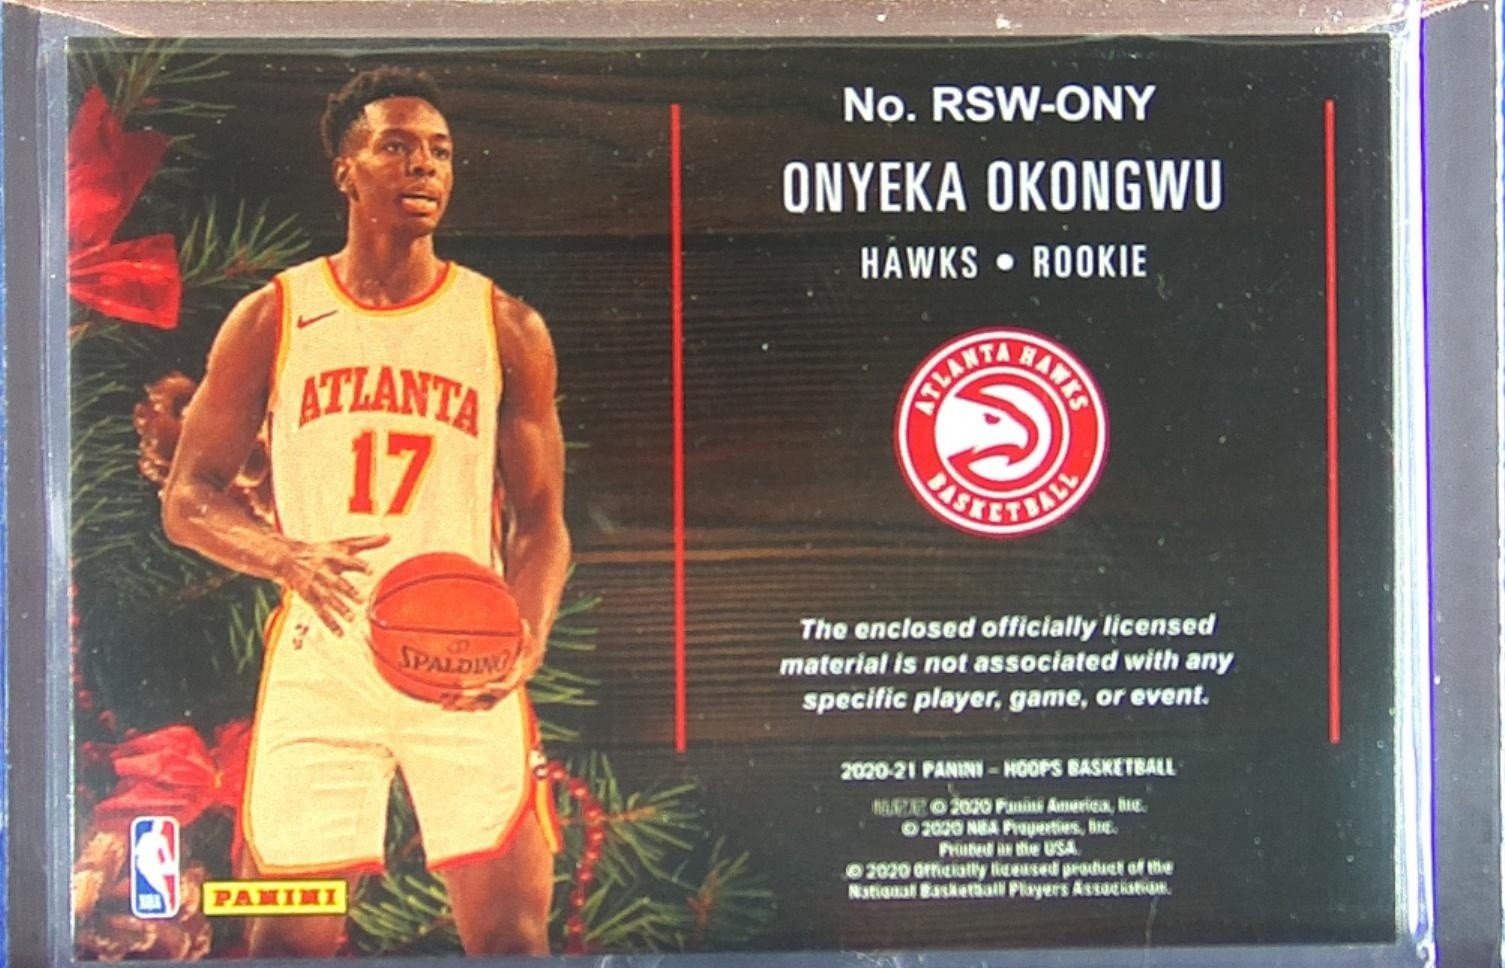 No. RSW-ONY
ONYEKA OKONGWU
HAWKS • ROOKIE
ATLANTA HAWKS
BASKETBALL
ATLANTA
17
SPALDING
The enclosed officially licensed
material is not associated with any
specific player, game, or event.
2020-21 PANINI – HOOPS BASKETBALL
© 2020 Panini America, Inc.
© 2020 NBA Properties, Inc.
Printed in the USA.
© 2020 Officially licensed product of the
National Basketball Players Association.
NBA
PANINI